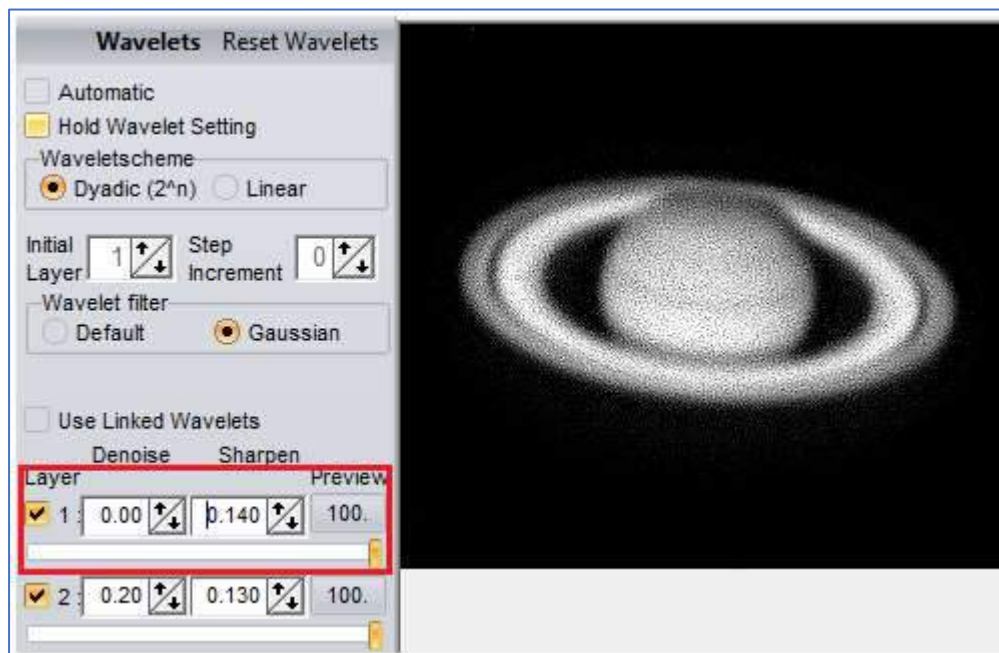 Wavelets Reset Wavelets
Automatic
Hold Wavelet Setting
Waveletscheme
Dyadic (2^n) Linear
Initial Layer 1 Step Increment 0
Wavelet filter
Default Gaussian
Use Linked Wavelets
Denoise Sharpen
Layer Preview
1 : 0.00 0.140 100.
2 : 0.20 0.130 100.